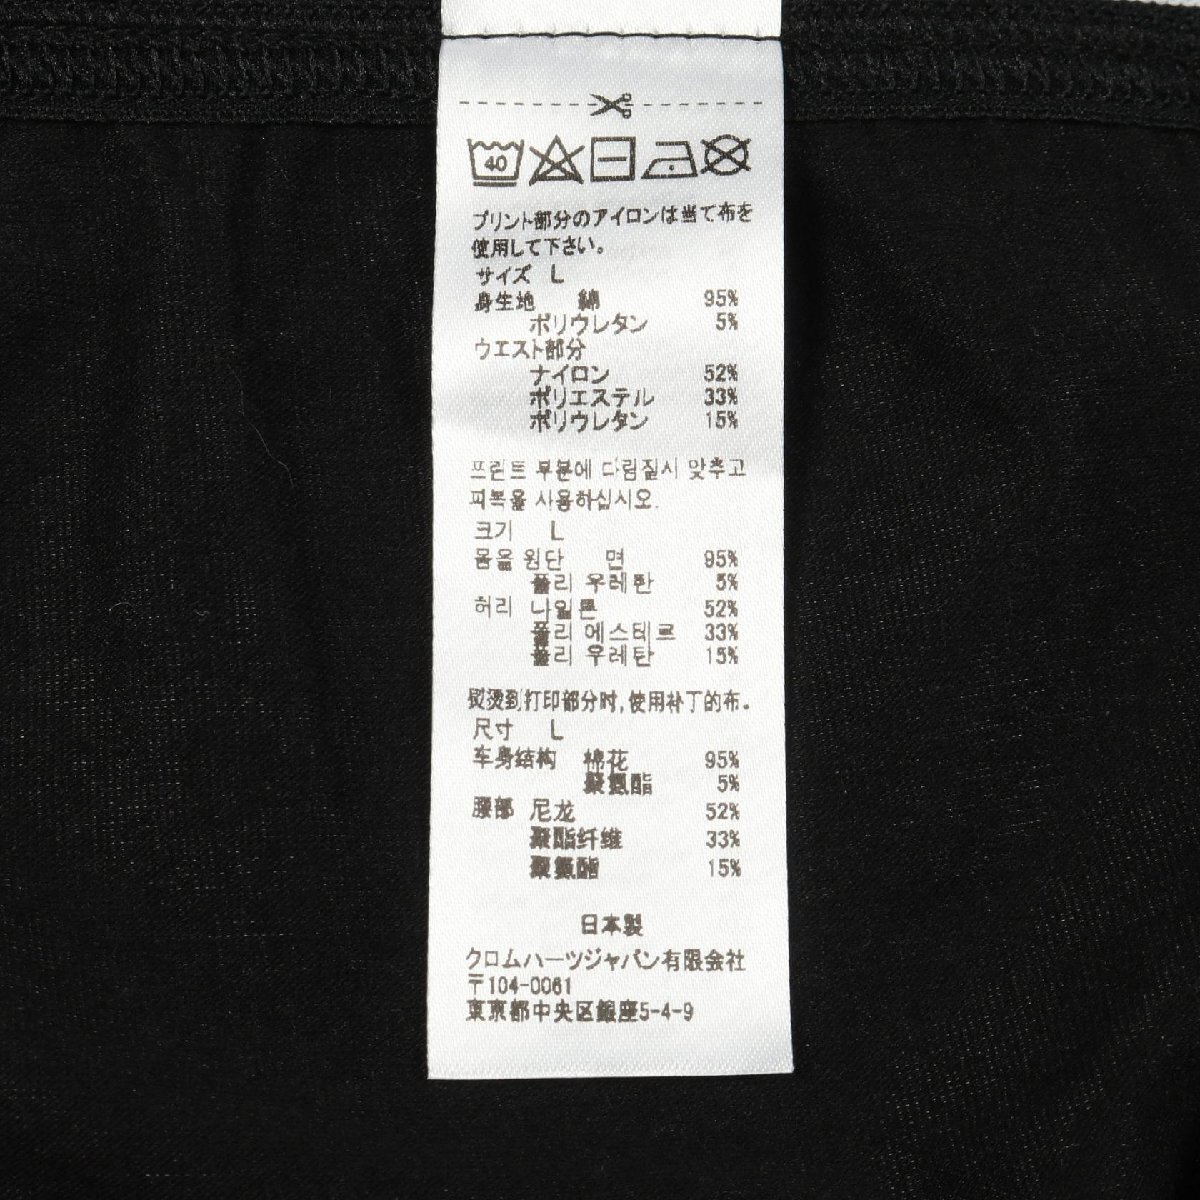 40
プリント部分のアイロンは当て布を
使用して下さい。
サイズ L
身生地 綿 95%
ポリウレタン 5%
ウエスト部分
ナイロン 52%
ポリエステル 33%
ポリウレタン 15%
프린트 부분에 다림질시 맞추고
피복을 사용하십시오.
크기 L
몸을 원단 면 95%
폴리 우레탄 5%
허리 나일론 52%
폴리 에스테르 33%
폴리 우레탄 15%
熨烫到打印部分时,使用补丁的布。
尺寸 L
车身结构 棉花 95%
聚氨酯 5%
腰部 尼龙 52%
聚酯纤维 33%
聚氨酯 15%
日本製
クロムハーツジャパン有限会社
〒104-0061
東京都中央区銀座5-4-9